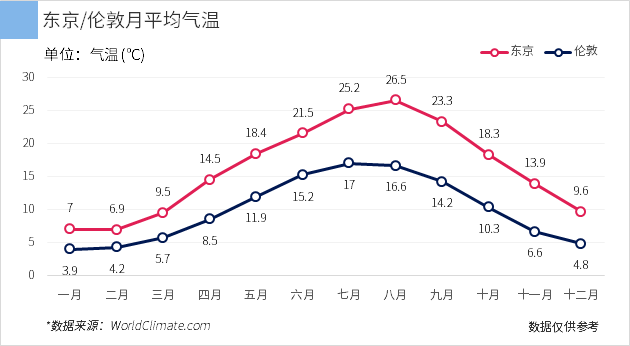 东京/伦敦月平均气温
单位：气温 (℃)
东京 伦敦
30
25
20
15
10
5
0
7 6.9 9.5 14.5 18.4 21.5 25.2 26.5 23.3 18.3 13.9 9.6
3.9 4.2 5.7 8.5 11.9 15.2 17 16.6 14.2 10.3 6.6 4.8
一月 二月 三月 四月 五月 六月 七月 八月 九月 十月 十一月 十二月
*数据来源：WorldClimate.com
数据仅供参考